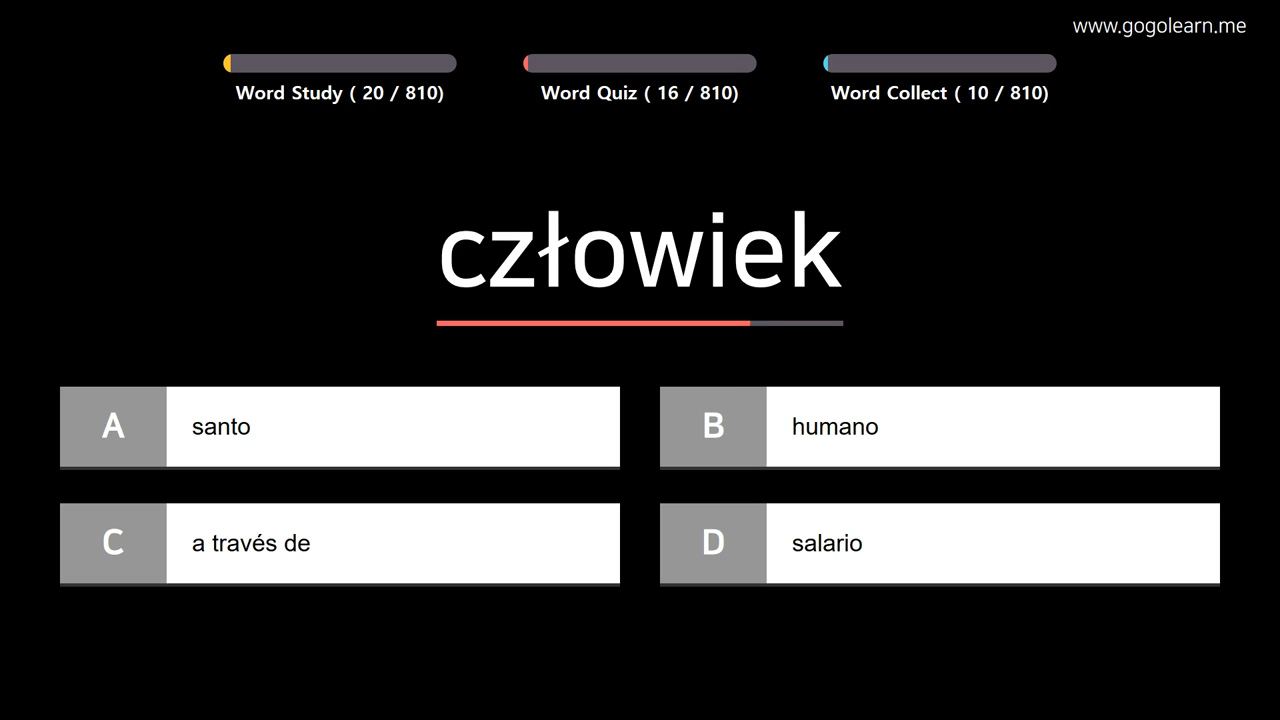 www.gogolearn.me
Word Study ( 20 / 810)
Word Quiz ( 16 / 810)
Word Collect ( 10 / 810)
człowiek
A santo
B humano
C a través de
D salario